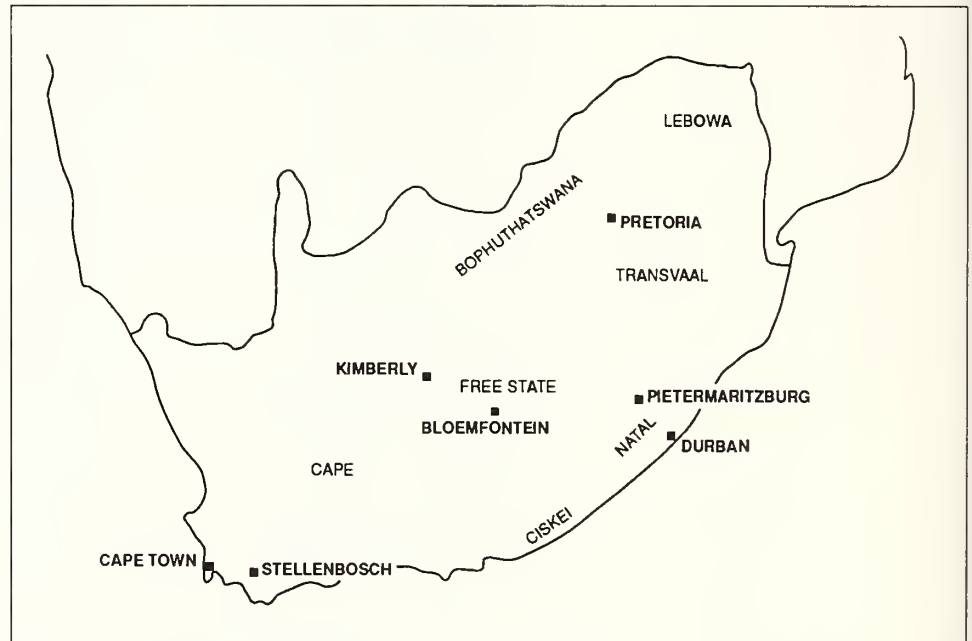 LEBOWA
BOPHUTHATSWANA
PRETORIA
TRANSVAAL
KIMBERLY
FREE STATE
PIETERMARITZBURG
BLOEMFONTEIN
NATAL
DURBAN
CAPE
CISKEI
CAPE TOWN
STELLENBOSCH